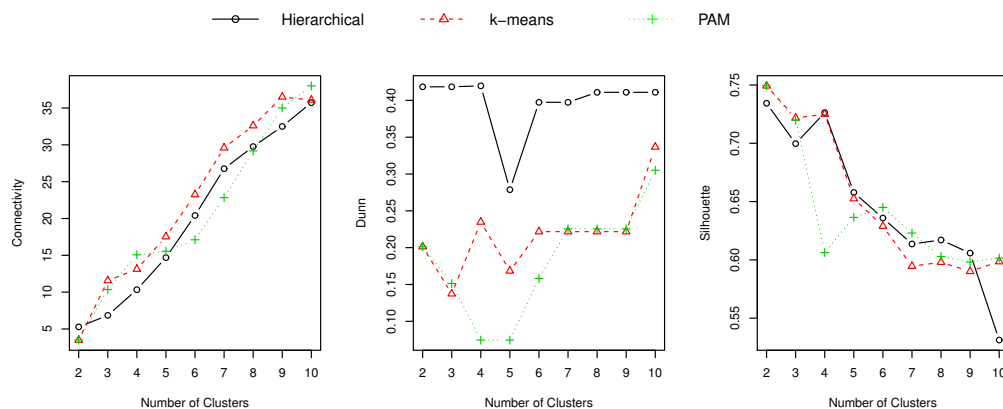 Hierarchical k−means PAM
Connectivity
35
30
25
20
15
10
5
2 3 4 5 6 7 8 9 10
Number of Clusters
Dunn
0.40
0.35
0.30
0.25
0.20
0.15
0.10
2 3 4 5 6 7 8 9 10
Number of Clusters
Slihouette
0.75
0.70
0.65
0.60
0.55
2 3 4 5 6 7 8 9 10
Number of Clusters